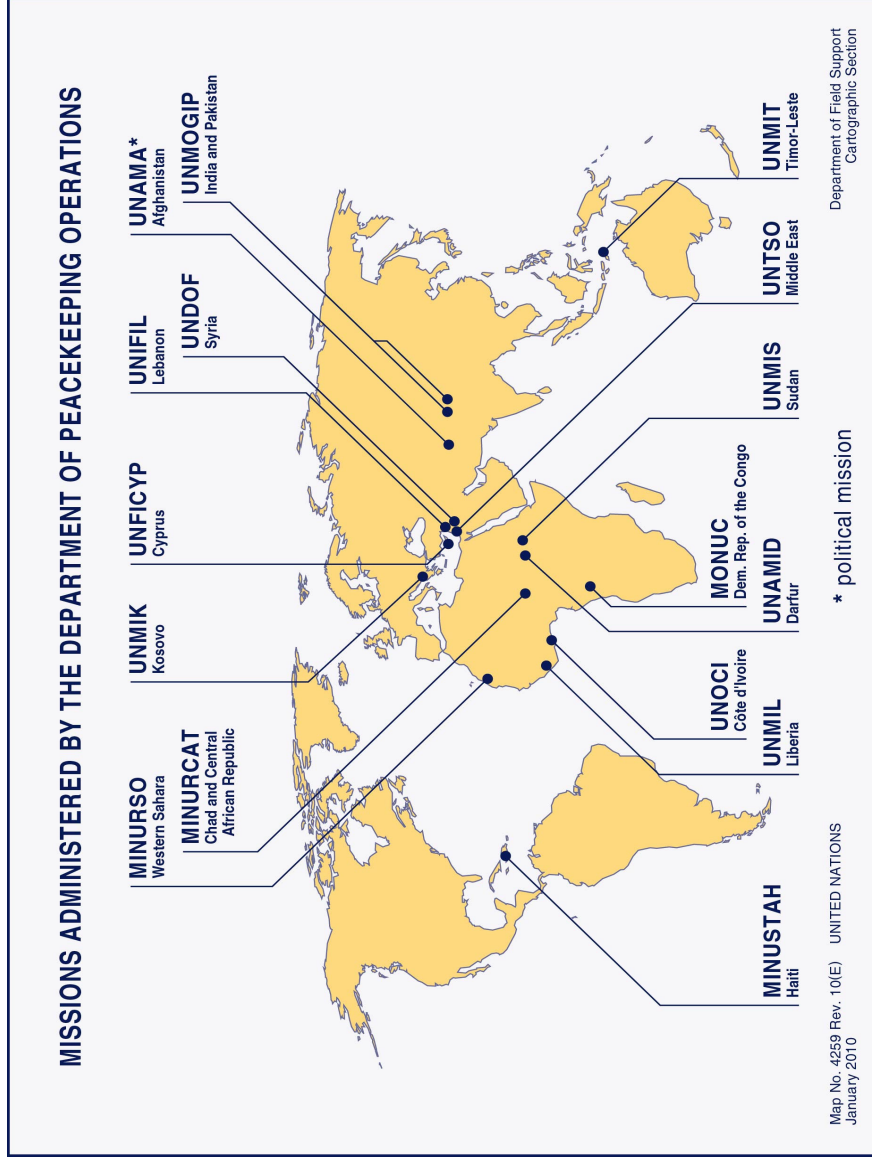 MISSIONS ADMINISTERED BY THE DEPARTMENT OF PEACEKEEPING OPERATIONS
MINURSO
Western Sahara
MINURCAT
Chad and Central
African Republic
UNMIK
Kosovo
UNFICYP
Cyprus
UNIFIL
Lebanon
UNDOF
Syria
UNAMA*
Afghanistan
UNMOGIP
India and Pakistan
MINUSTAH
Haiti
UNOCI
Côte d'Ivoire
UNMIL
Liberia
MONUC
Dem. Rep. of the Congo
UNAMID
Darfur
UNMIS
Sudan
UNTSO
Middle East
UNMIT
Timor-Leste
* political mission
Map No. 4259 Rev. 10(E) UNITED NATIONS
January 2010
Department of Field Support
Cartographic Section